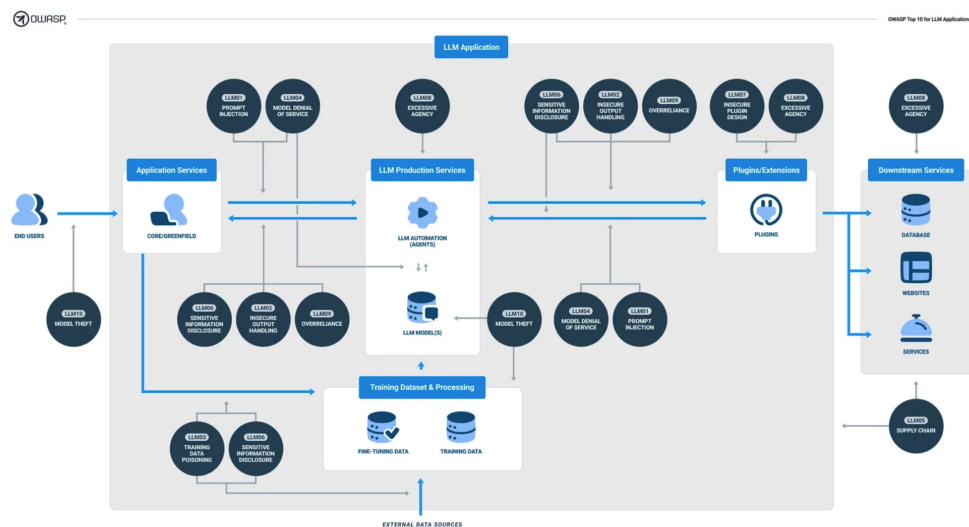 OWASP
OWASP Top 10 for LLM Application
LLM Application
LLM01
PROMPT
INJECTION
LLM04
MODEL DENIAL
OF SERVICE
LLM08
EXCESSIVE
AGENCY
LLM06
SENSITIVE
INFORMATION
DISCLOSURE
LLM02
INSECURE
OUTPUT
HANDLING
LLM09
OVERRELIANCE
LLM07
INSECURE
PLUGIN
DESIGN
LLM08
EXCESSIVE
AGENCY
LLM08
EXCESSIVE
AGENCY
Application Services
LLM Production Services
Plugins/Extensions
Downstream Services
END USERS
CORE/GREENFIELD
LLM AUTOMATION
(AGENTS)
PLUGINS
DATABASE
WEBSITES
SERVICES
LLM10
MODEL THEFT
LLM06
SENSITIVE
INFORMATION
DISCLOSURE
LLM02
INSECURE
OUTPUT
HANDLING
LLM09
OVERRELIANCE
LLM MODEL(S)
LLM10
MODEL THEFT
LLM04
MODEL DENIAL
OF SERVICE
LLM01
PROMPT
INJECTION
Training Dataset & Processing
FINE-TUNING DATA
TRAINING DATA
LLM03
TRAINING
DATA
POISONING
LLM06
SENSITIVE
INFORMATION
DISCLOSURE
LLM05
SUPPLY CHAIN
EXTERNAL DATA SOURCES